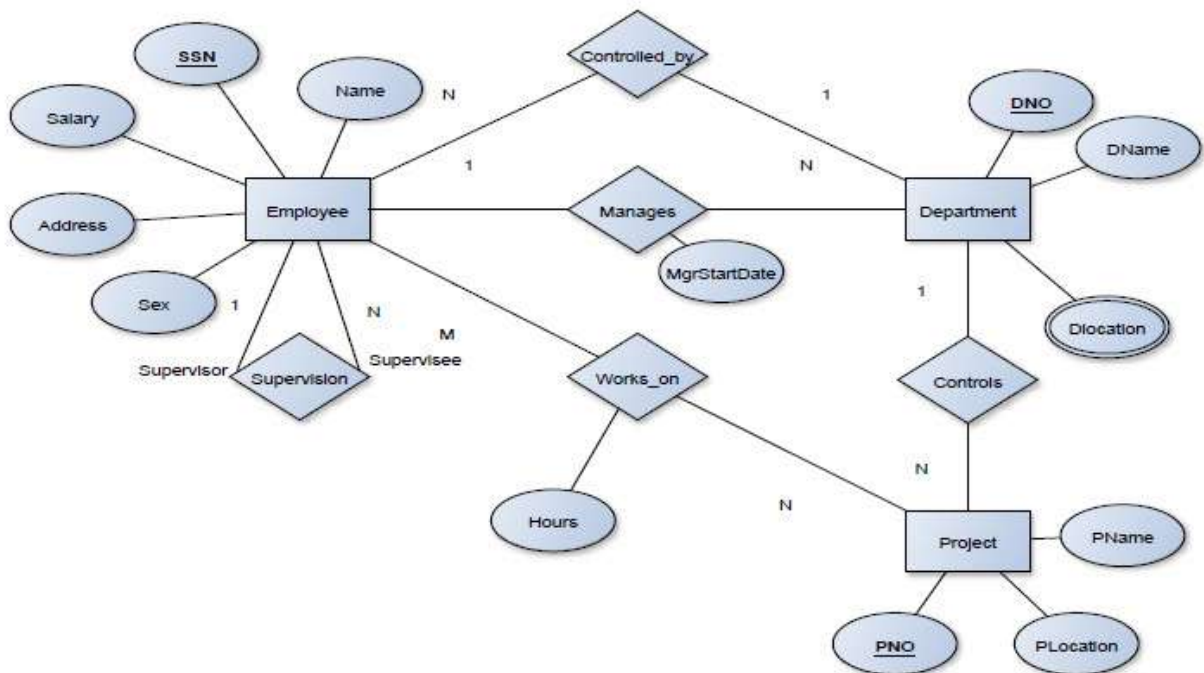 SSN
Name
Salary
Address
Sex
Employee
Controlled_by
N
1
1
N
Manages
MgrStartDate
DNO
DName
Department
Dlocation
1
N
M
Supervisor
Supervisee
Supervision
Works_on
Hours
N
1
Controls
N
Project
PName
PNO
PLocation